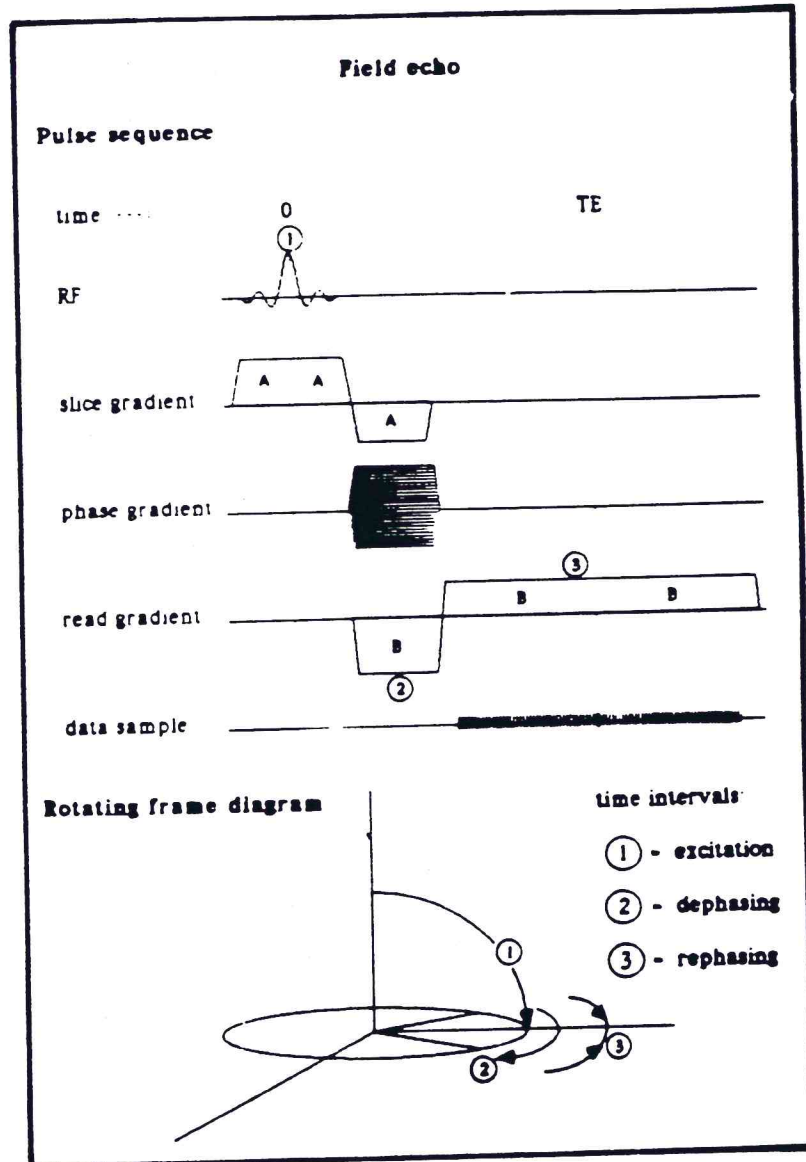 Field echo
Pulse sequence
time ···· 0 TE
1
RF
slice gradient A A
A
phase gradient
3
read gradient B B
B
2
data sample
Rotating frame diagram time intervals
1 - excitation
2 - dephasing
3 - rephasing
1
2
3